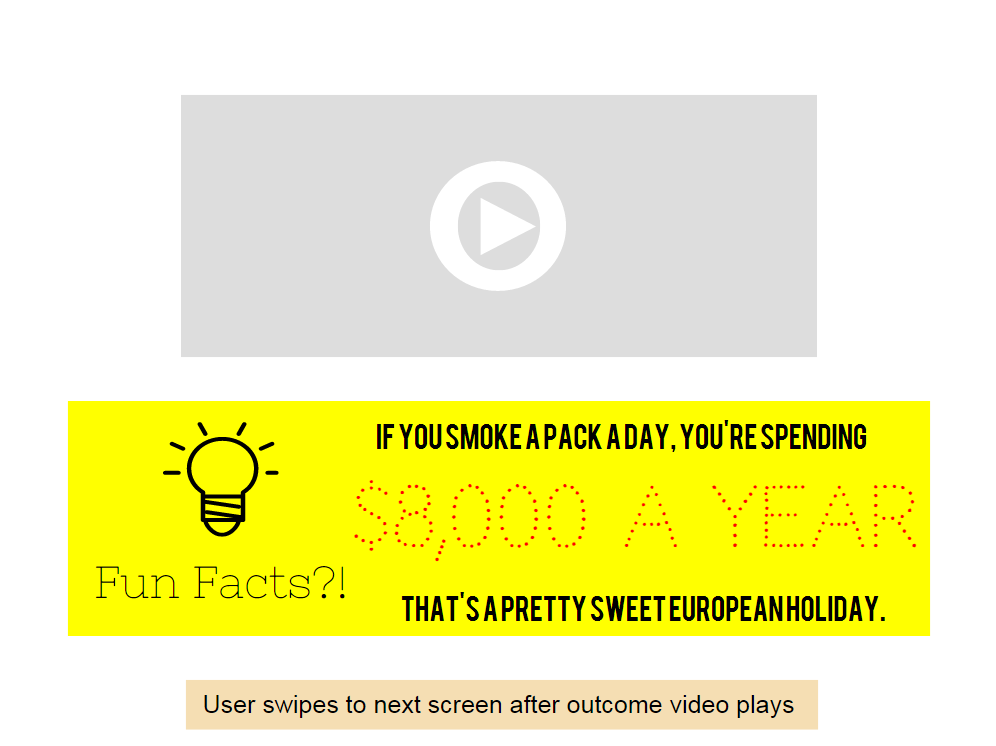 IF YOU SMOKE A PACK A DAY, YOU'RE SPENDING
$8,000 A YEAR
Fun Facts?!
THAT'S A PRETTY SWEET EUROPEAN HOLIDAY.
User swipes to next screen after outcome video plays